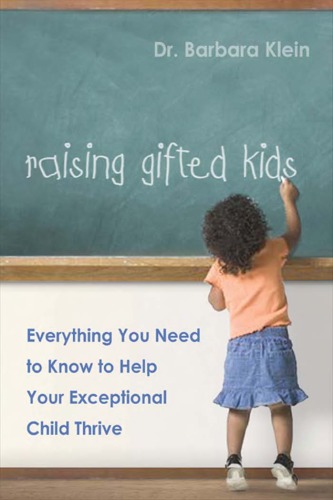 Dr. Barbara Klein
raising gifted kids
Everything You Need
to Know to Help
Your Exceptional
Child Thrive